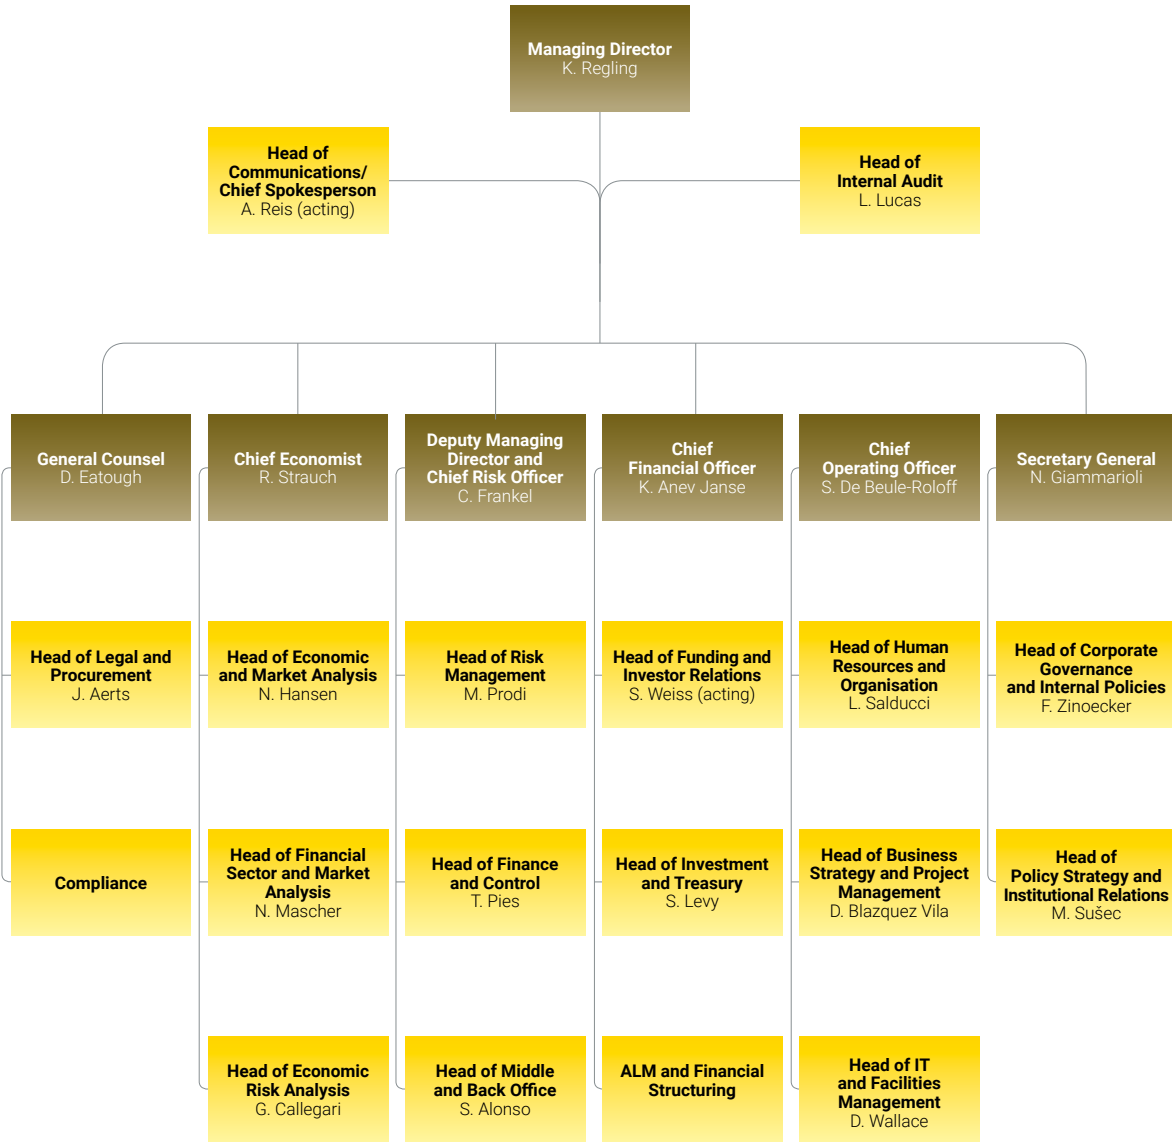 Managing Director
K. Regling
Head of
Communications/
Chief Spokesperson
A. Reis (acting)
Head of
Internal Audit
L. Lucas
General Counsel
D. Eatough
Chief Economist
R. Strauch
Deputy Managing
Director and
Chief Risk Officer
C. Frankel
Chief
Financial Officer
K. Anev Janse
Chief
Operating Officer
S. De Beule-Roloff
Secretary General
N. Giammarioli
Head of Legal and
Procurement
J. Aerts
Head of Economic
and Market Analysis
N. Hansen
Head of Risk
Management
M. Prodi
Head of Funding and
Investor Relations
S. Weiss (acting)
Head of Human
Resources and
Organisation
L. Salducci
Head of Corporate
Governance
and Internal Policies
F. Zinoecker
Compliance
Head of Financial
Sector and Market
Analysis
N. Mascher
Head of Finance
and Control
T. Pies
Head of Investment
and Treasury
S. Levy
Head of Business
Strategy and Project
Management
D. Blazquez Vila
Head of
Policy Strategy and
Institutional Relations
M. Sušec
Head of Economic
Risk Analysis
G. Callegari
Head of Middle
and Back Office
S. Alonso
ALM and Financial
Structuring
Head of IT
and Facilities
Management
D. Wallace